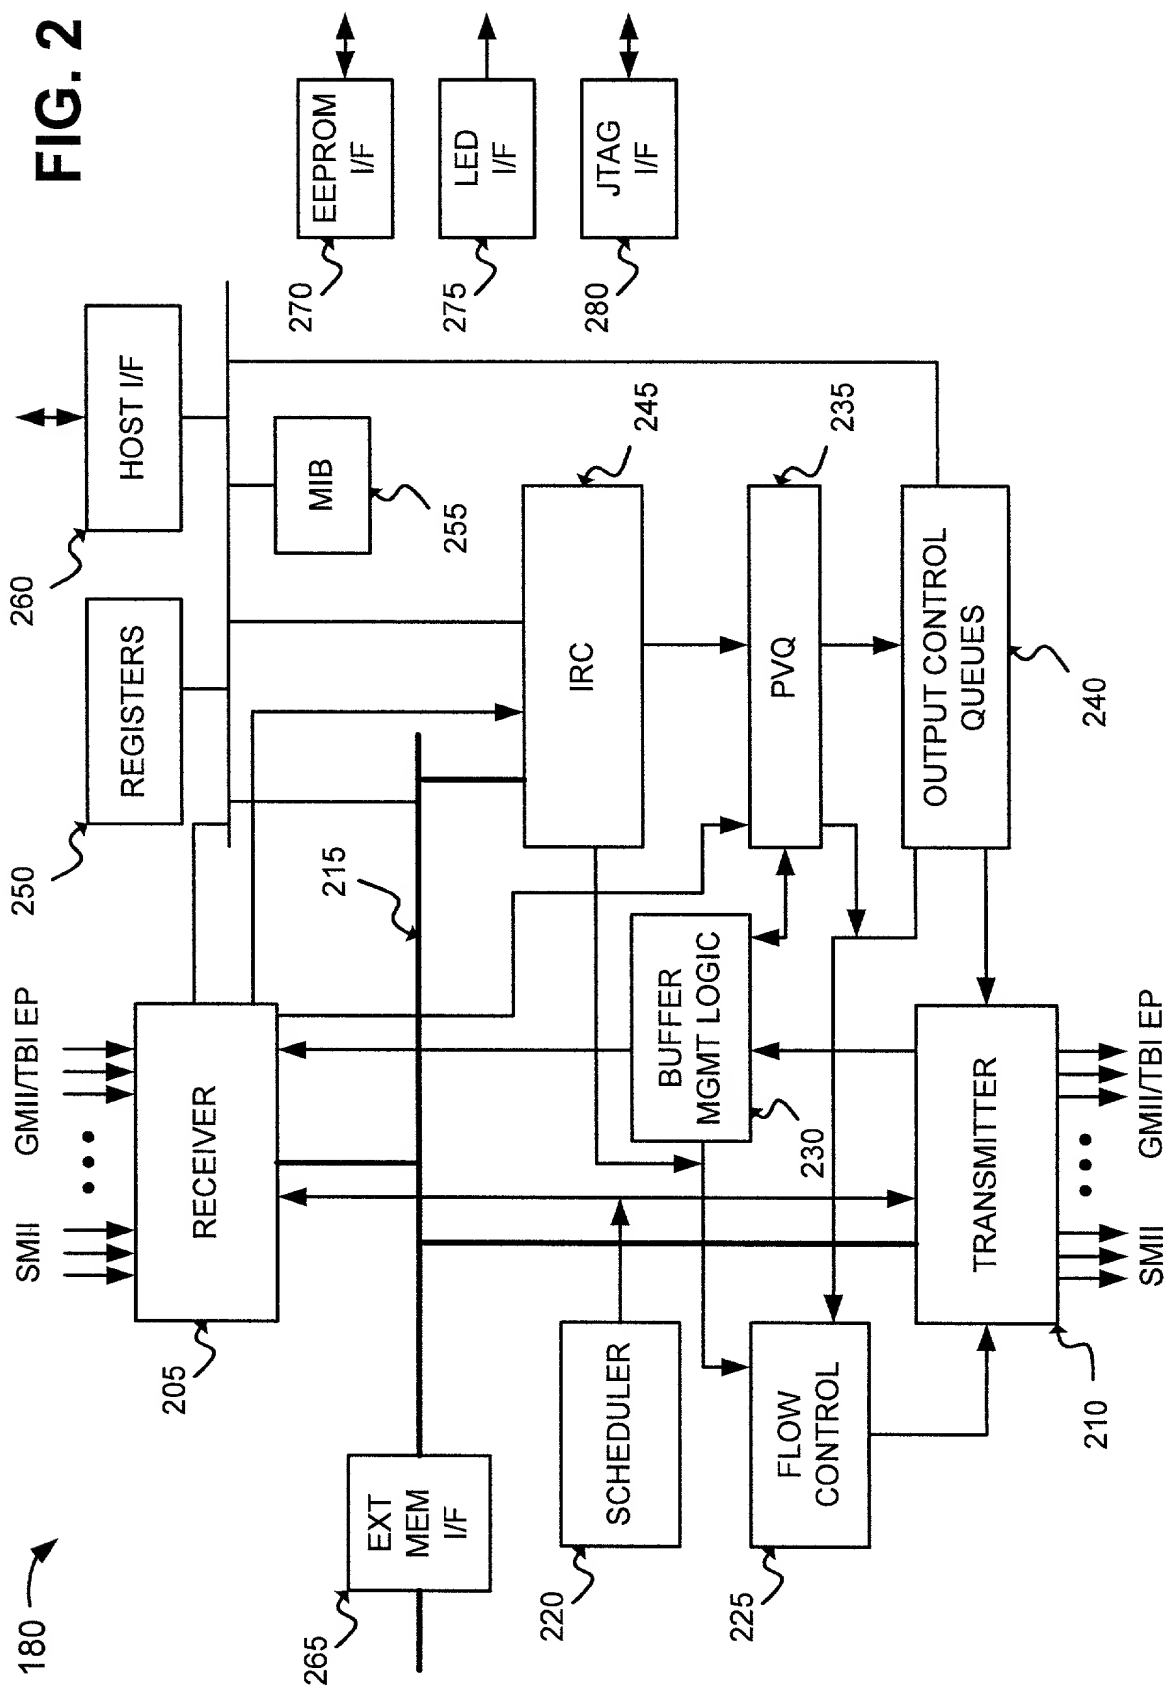 180
FIG. 2
SMII
GMII/TBI EP
250
260
REGISTERS
HOST I/F
205
RECEIVER
MIB
255
270
EEPROM
I/F
275
LED
I/F
280
JTAG
I/F
265
EXT
MEM
I/F
215
220
SCHEDULER
IRC
245
BUFFER
MGMT LOGIC
230
225
FLOW
CONTROL
PVQ
235
OUTPUT CONTROL
QUEUES
240
TRANSMITTER
210
SMII
GMII/TBI EP